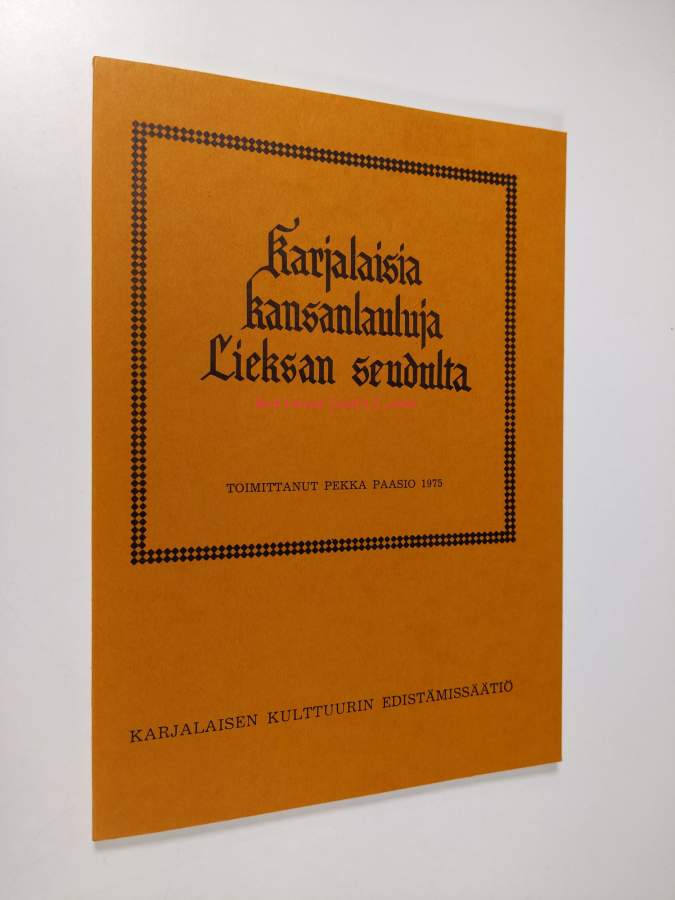 Karjalaisia
kansanlauluja
Lieksan seudulta
TOIMITTANUT PEKKA PAASIO 1975
KARJALAISEN KULTTUURIN EDISTÄMISSÄÄTIÖ